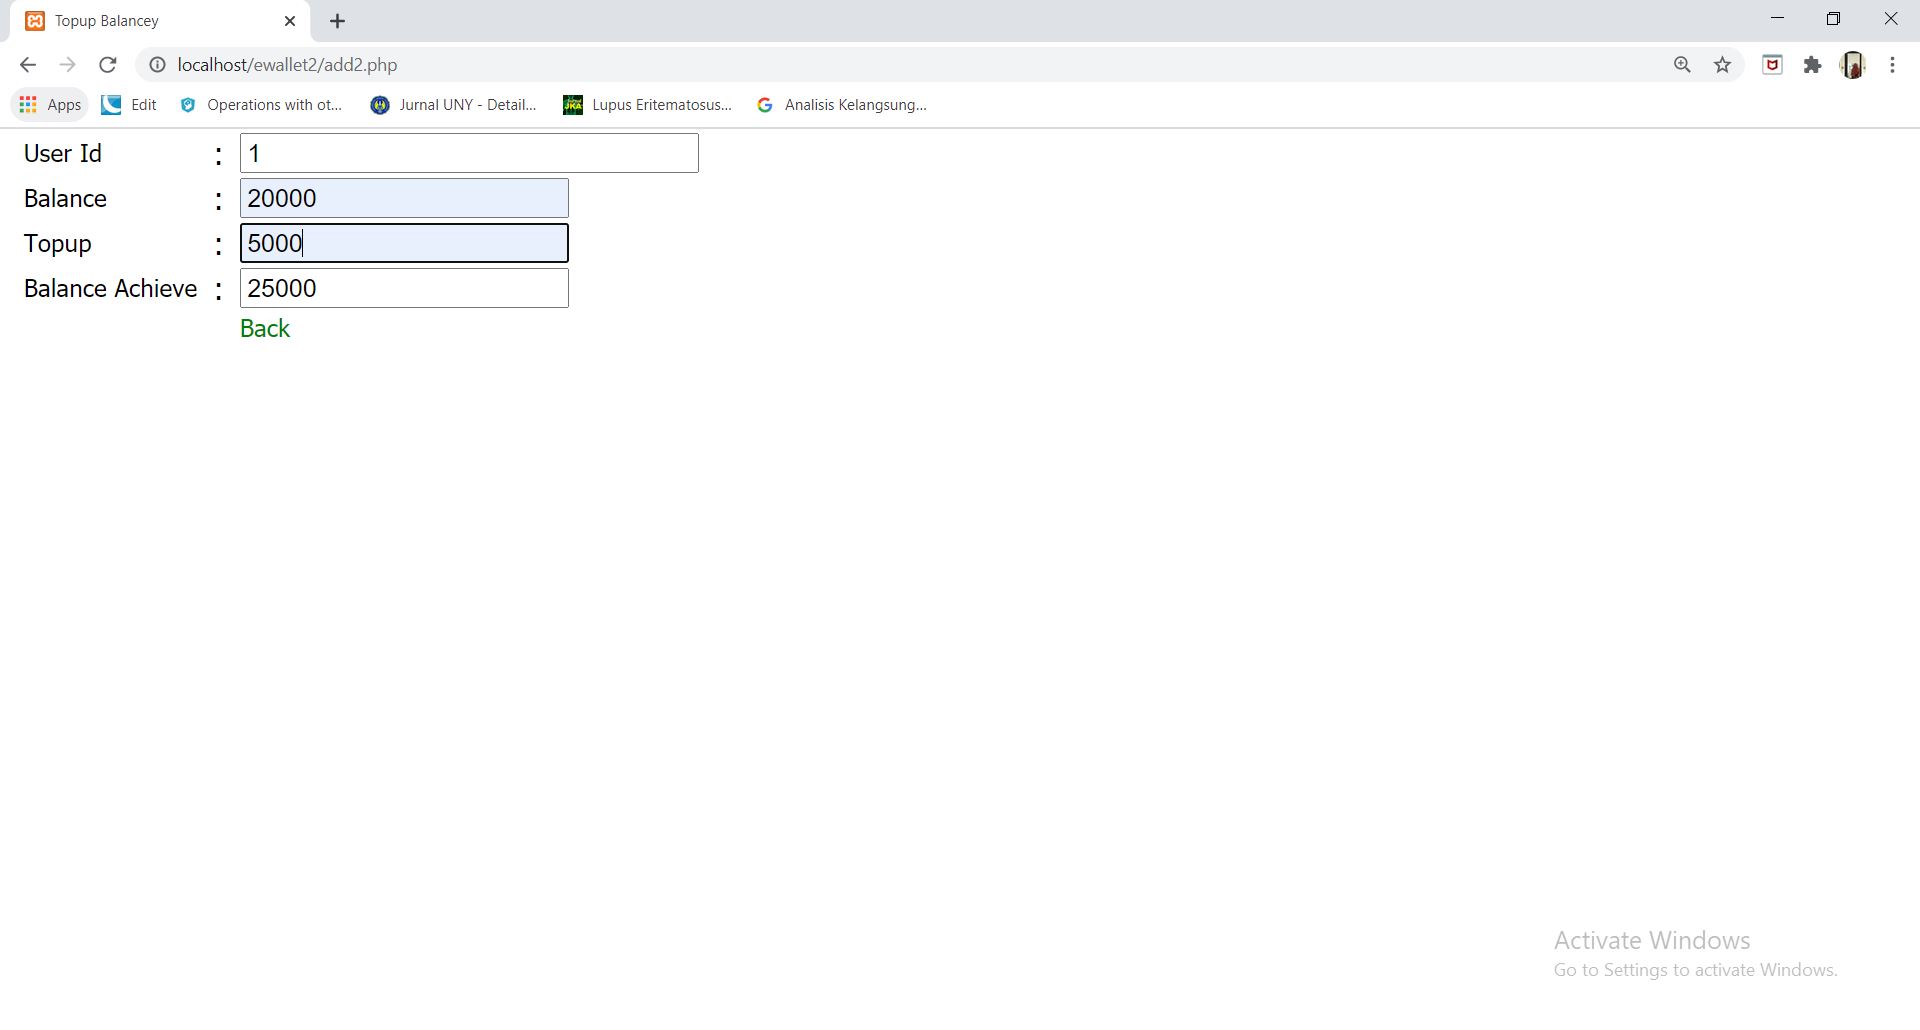 Topup Balancey
localhost/ewallet2/add2.php
Apps Edit Operations with ot... Jurnal UNY - Detail... JKA Lupus Eritematosus... Analisis Kelangsung...
User Id : 1
Balance : 20000
Topup : 5000
Balance Achieve : 25000
Back
Activate Windows
Go to Settings to activate Windows.